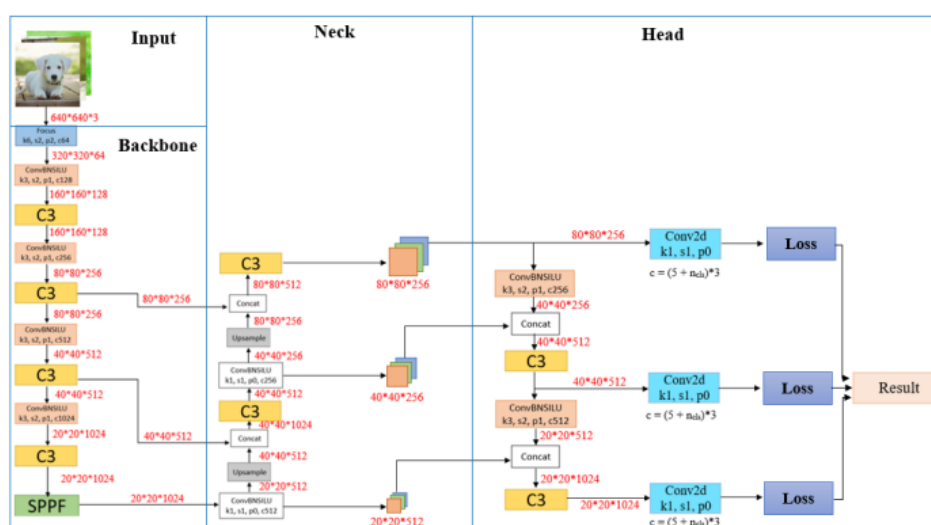 Input
640*640*3
Backbone
Focus
k6, s2, p2, c64
320*320*64
ConvBNSILU
k3, s2, p1, c128
160*160*128
C3
160*160*128
ConvBNSILU
k3, s2, p1, c256
80*80*256
C3
80*80*256
ConvBNSILU
k3, s2, p1, c512
40*40*512
C3
40*40*512
ConvBNSILU
k3, s2, p1, c1024
20*20*1024
C3
20*20*1024
SPPF
Neck
C3
80*80*512
80*80*256
Concat
80*80*256
Upsample
40*40*256
ConvBNSILU
k1, s1, p0, c256
40*40*512
C3
40*40*1024
40*40*512
Concat
40*40*512
Upsample
20*20*512
20*20*1024
ConvBNSILU
k1, s1, p0, c512
80*80*256
40*40*256
20*20*512
Head
80*80*256
Conv2d
k1, s1, p0
c = (5 + ncls)*3
Loss
ConvBNSILU
k3, s2, p1, c256
40*40*256
Concat
40*40*512
C3
40*40*512
Conv2d
k1, s1, p0
c = (5 + ncls)*3
Loss
Result
ConvBNSILU
k3, s2, p1, c512
20*20*512
Concat
20*20*1024
C3
20*20*1024
Conv2d
k1, s1, p0
c = (5 + ncls)*3
Loss